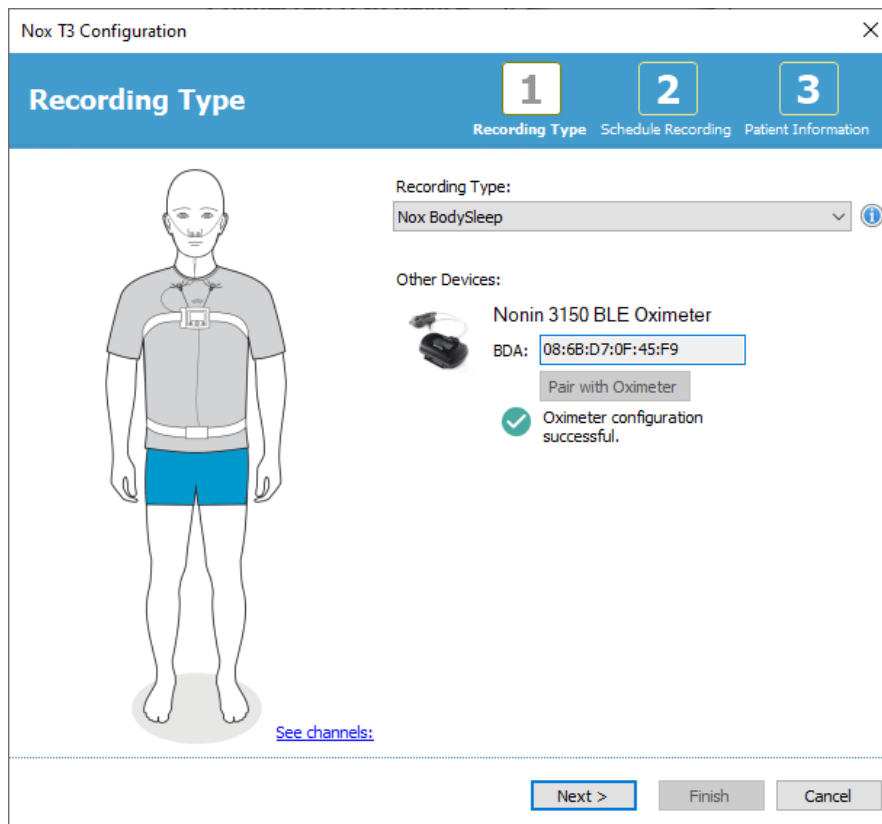 Nox T3 Configuration
Recording Type
1
Recording Type
2
Schedule Recording
3
Patient Information
Recording Type:
Nox BodySleep
Other Devices:
Nonin 3150 BLE Oximeter
BDA: 08:6B:D7:0F:45:F9
Pair with Oximeter
Oximeter configuration
successful.
See channels:
Next >
Finish
Cancel